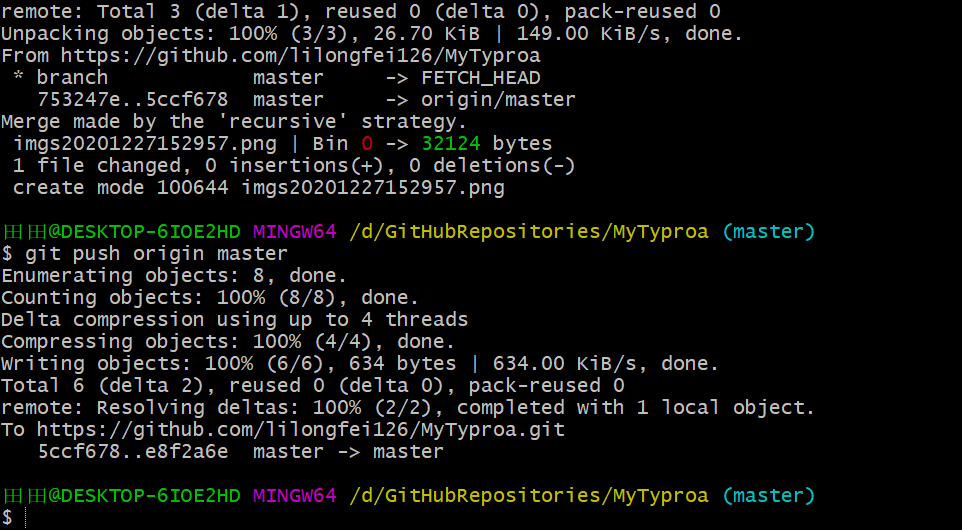 remote: Total 3 (delta 1), reused 0 (delta 0), pack-reused 0
Unpacking objects: 100% (3/3), 26.70 KiB | 149.00 KiB/s, done.
From https://github.com/lilongfei126/MyTyproa
 * branch            master     -> FETCH_HEAD
   753247e..5ccf678  master     -> origin/master
Merge made by the 'recursive' strategy.
 imgs20201227152957.png | Bin 0 -> 32124 bytes
 1 file changed, 0 insertions(+), 0 deletions(-)
 create mode 100644 imgs20201227152957.png
田田@DESKTOP-6IOE2HD MINGW64 /d/GitHubRepositories/MyTyproa (master)
$ git push origin master
Enumerating objects: 8, done.
Counting objects: 100% (8/8), done.
Delta compression using up to 4 threads
Compressing objects: 100% (4/4), done.
Writing objects: 100% (6/6), 634 bytes | 634.00 KiB/s, done.
Total 6 (delta 2), reused 0 (delta 0), pack-reused 0
remote: Resolving deltas: 100% (2/2), completed with 1 local object.
To https://github.com/lilongfei126/MyTyproa.git
   5ccf678..e8f2a6e  master -> master
田田@DESKTOP-6IOE2HD MINGW64 /d/GitHubRepositories/MyTyproa (master)
$